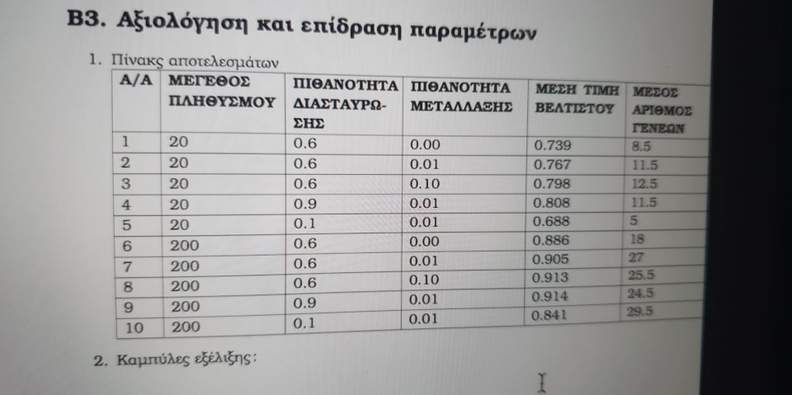 Β3. Αξιολόγηση και επίδραση παραμέτρων
1. Πίνακς αποτελεσμάτων
Α/Α ΜΕΓΕΘΟΣ ΠΛΗΘΥΣΜΟΥ ΠΙΘΑΝΟΤΗΤΑ ΔΙΑΣΤΑΥΡΩ-ΣΗΣ ΠΙΘΑΝΟΤΗΤΑ ΜΕΤΑΛΛΑΞΗΣ ΜΕΣΗ ΤΙΜΗ ΒΕΛΤΙΣΤΟΥ ΜΕΣΟΣ ΑΡΙΘΜΟΣ ΓΕΝΕΩΝ
1 20 0.6 0.00 0.739 8.5
2 20 0.6 0.01 0.767 11.5
3 20 0.6 0.10 0.798 12.5
4 20 0.9 0.01 0.808 11.5
5 20 0.1 0.01 0.688 5
6 200 0.6 0.00 0.886 18
7 200 0.6 0.01 0.905 27
8 200 0.6 0.10 0.913 25.5
9 200 0.9 0.01 0.914 24.5
10 200 0.1 0.01 0.841 29.5
2. Καμπύλες εξέλιξης: